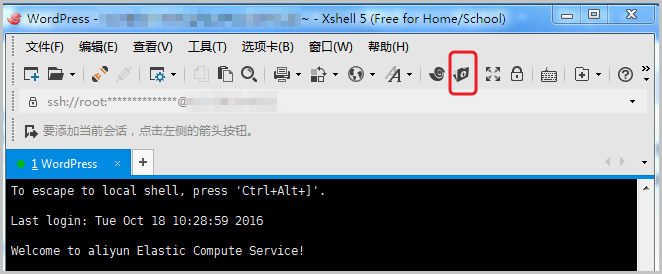 WordPress - ~ - Xshell 5 (Free for Home/School)
文件(F) 编辑(E) 查看(V) 工具(T) 选项卡(B) 窗口(W) 帮助(H)
ssh://root:**************@
要添加当前会话，点击左侧的箭头按钮。
1 WordPress
To escape to local shell, press 'Ctrl+Alt+]'.
Last login: Tue Oct 18 10:28:59 2016
Welcome to aliyun Elastic Compute Service!